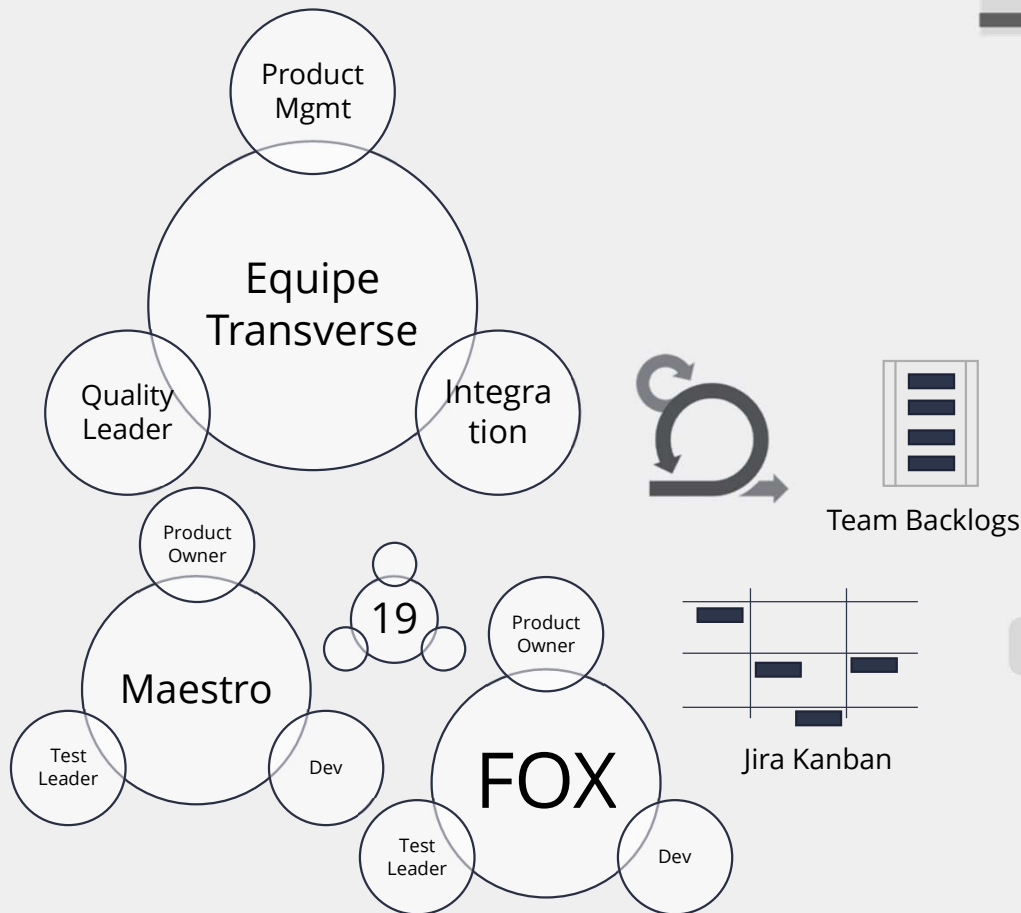 Product
Mgmt
Equipe
Transverse
Quality
Leader
Integra
tion
Team Backlogs
Product
Owner
19
Product
Owner
Maestro
Jira Kanban
Test
Leader
Dev
FOX
Test
Leader
Dev